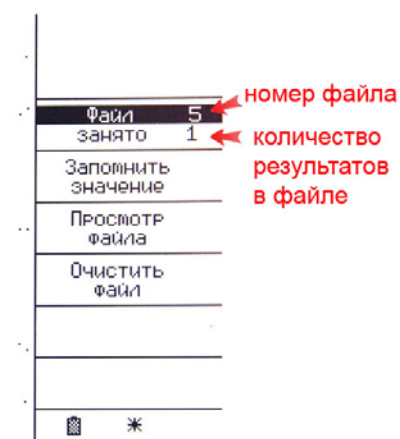 Файл 5
занято 1
Запомнить
значение
Просмотр
файла
Очистить
файл
номер файла
количество
результатов
в файле